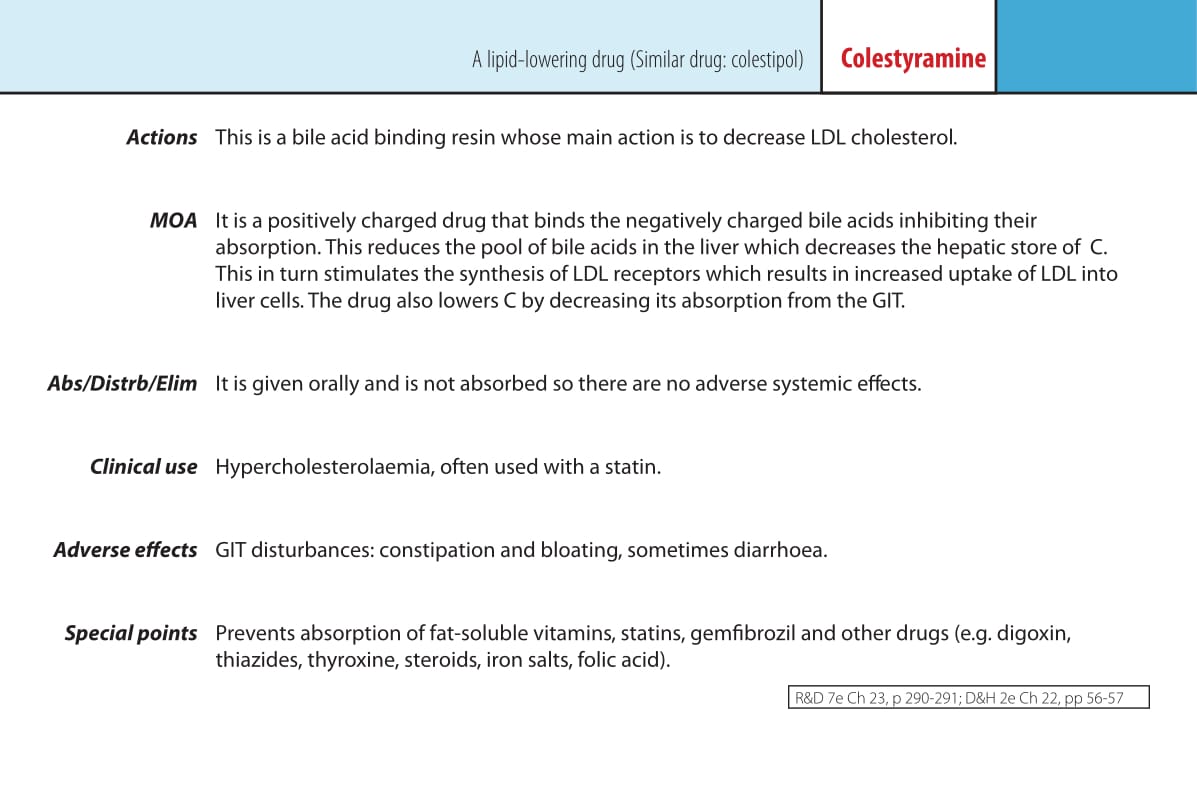 A lipid-lowering drug (Similar drug: colestipol) Colestyramine
Actions This is a bile acid binding resin whose main action is to decrease LDL cholesterol.
MOA It is a positively charged drug that binds the negatively charged bile acids inhibiting their
absorption. This reduces the pool of bile acids in the liver which decreases the hepatic store of C.
This in turn stimulates the synthesis of LDL receptors which results in increased uptake of LDL into
liver cells. The drug also lowers C by decreasing its absorption from the GIT.
Abs/Distrb/Elim It is given orally and is not absorbed so there are no adverse systemic effects.
Clinical use Hypercholesterolaemia, often used with a statin.
Adverse effects GIT disturbances: constipation and bloating, sometimes diarrhoea.
Special points Prevents absorption of fat-soluble vitamins, statins, gemfibrozil and other drugs (e.g. digoxin,
thiazides, thyroxine, steroids, iron salts, folic acid).
R&D 7e Ch 23, p 290-291; D&H 2e Ch 22, pp 56-57